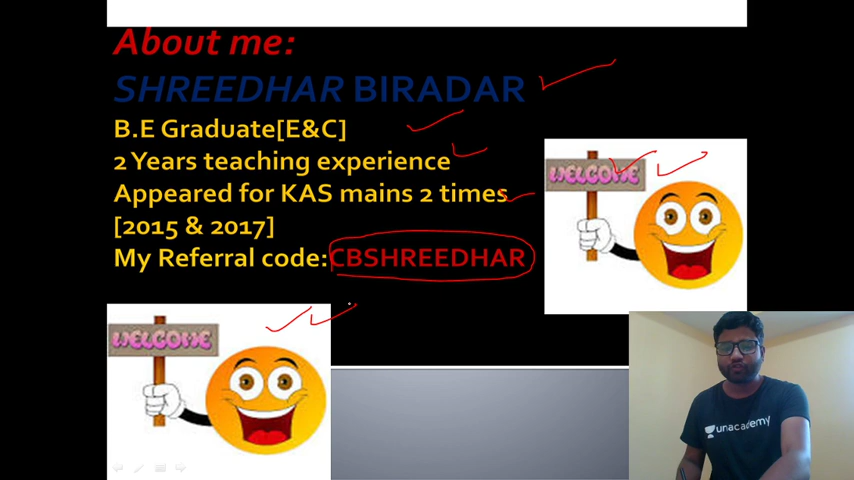 About me:
SHREEDHAR BIRADAR
B.E Graduate[E&C]
2 Years teaching experience
Appeared for KAS mains 2 times
[2015 & 2017]
My Referral code:CBSHREEDHAR
WELCOME
WELCOME
unacademy